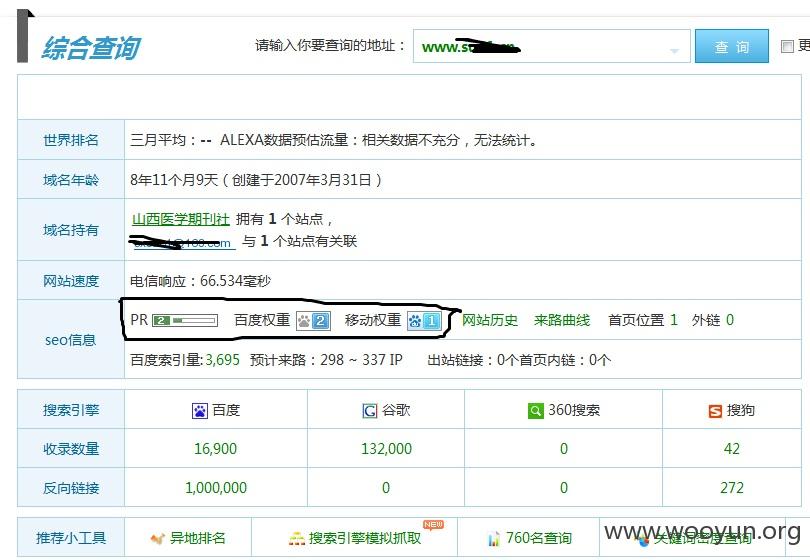 综合查询 请输入你要查询的地址： www.s 查 询 更
世界排名 三月平均：-- ALEXA数据预估流量：相关数据不充分，无法统计。
域名年龄 8年11个月9天（创建于2007年3月31日）
域名持有 山西医学期刊社 拥有 1 个站点，
与 1 个站点有关联
网站速度 电信响应：66.534毫秒
seo信息 PR 2 百度权重 2 移动权重 1 网站历史 来路曲线 首页位置 1 外链 0
百度索引量:3,695 预计来路：298 ~ 337 IP 出站链接：0个首页内链：0个
搜索引擎 百度 谷歌 360搜索 搜狗
收录数量 16,900 132,000 0 42
反向链接 1,000,000 0 0 272
推荐小工具 异地排名 搜索引擎模拟抓取 NEW 760名查询 关键词密度查询
www.wooyun.org